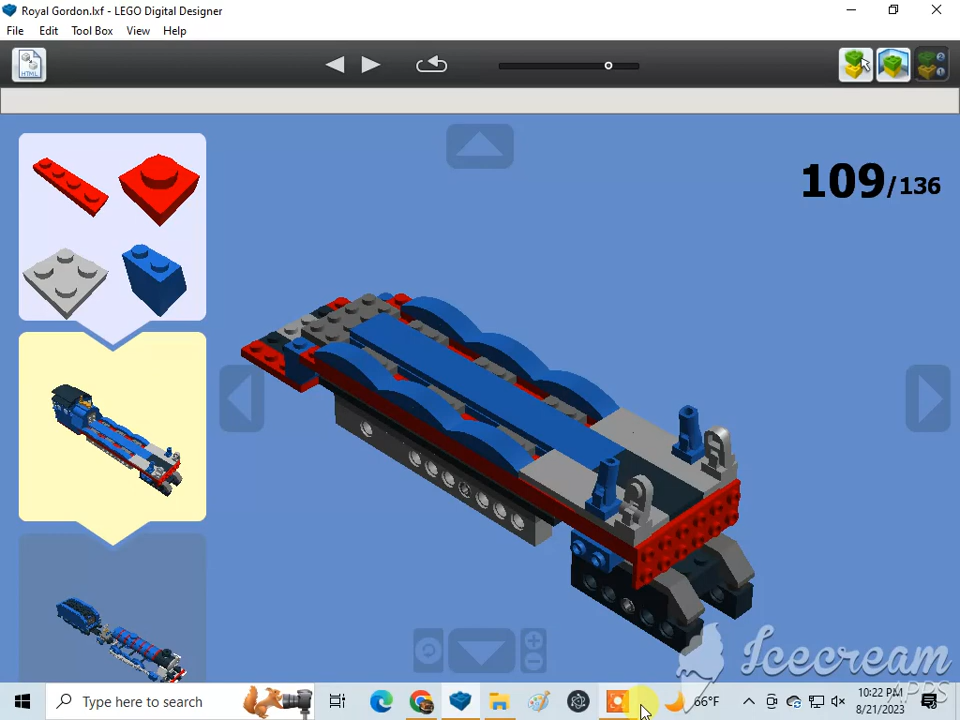 Royal Gordon.lxf - LEGO Digital Designer
File Edit Tool Box View Help
HTML
109/136
Icecream
APPS
Type here to search
66°F
10:22 PM
8/21/2023